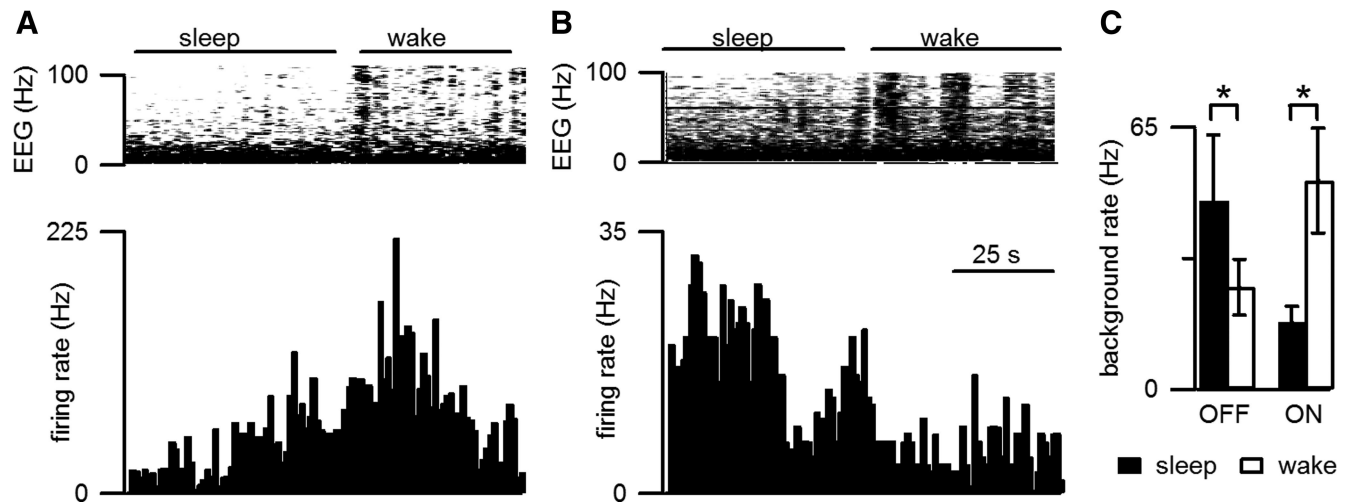 A
sleep
wake
EEG (Hz)
100
0
firing rate (Hz)
225
0
B
sleep
wake
EEG (Hz)
100
0
firing rate (Hz)
35
0
25 s
C
* *
background rate (Hz)
65
0
OFF ON
sleep wake